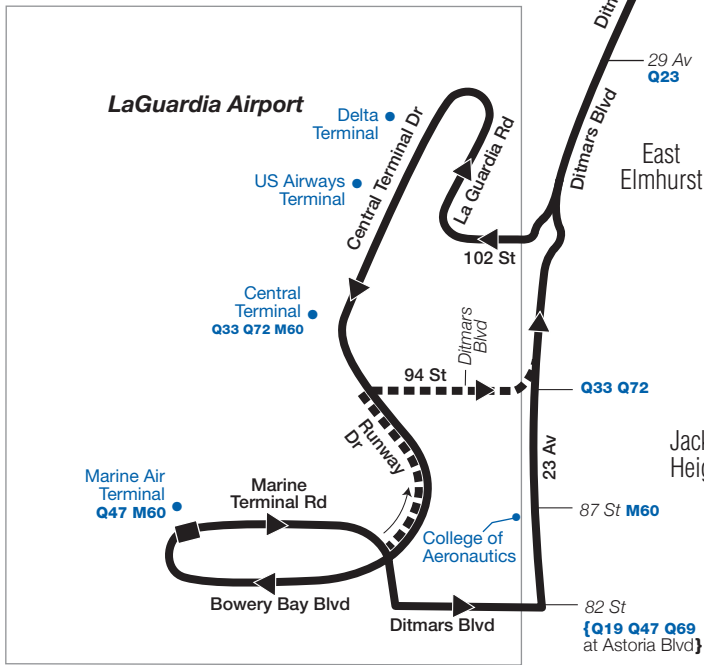 Ditm
29 Av
Q23
LaGuardia Airport
Delta
Terminal
Central Terminal Dr
La Guardia Rd
Ditmars Blvd
East
Elmhurst
US Airways
Terminal
102 St
Central
Terminal
Q33 Q72 M60
Ditmars
Blvd
94 St
Q33 Q72
Runway
Dr
23 Av
Jack
Heig
Marine Air
Terminal
Q47 M60
Marine
Terminal Rd
87 St M60
College of
Aeronautics
Bowery Bay Blvd
Ditmars Blvd
82 St
{Q19 Q47 Q69
at Astoria Blvd}